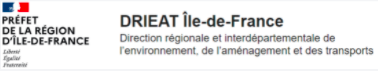 PRÉFET
DE LA RÉGION
D'ÎLE-DE-FRANCE
Liberté
Égalité
Fraternité
DRIEAT Île-de-France
Direction régionale et interdépartementale de
l'environnement, de l'aménagement et des transports